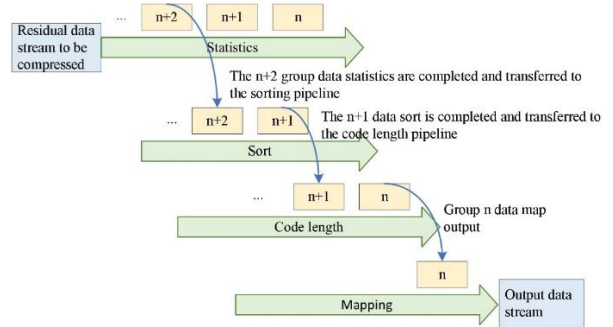 ... n+2 n+1 n
Residual data
stream to be
compressed
Statistics
The n+2 group data statistics are completed and transferred to
the sorting pipeline
... n+2 n+1
The n+1 data sort is completed and transferred to
the code length pipeline
Sort
... n+1 n
Group n data map
output
Code length
n
Mapping
Output data
stream